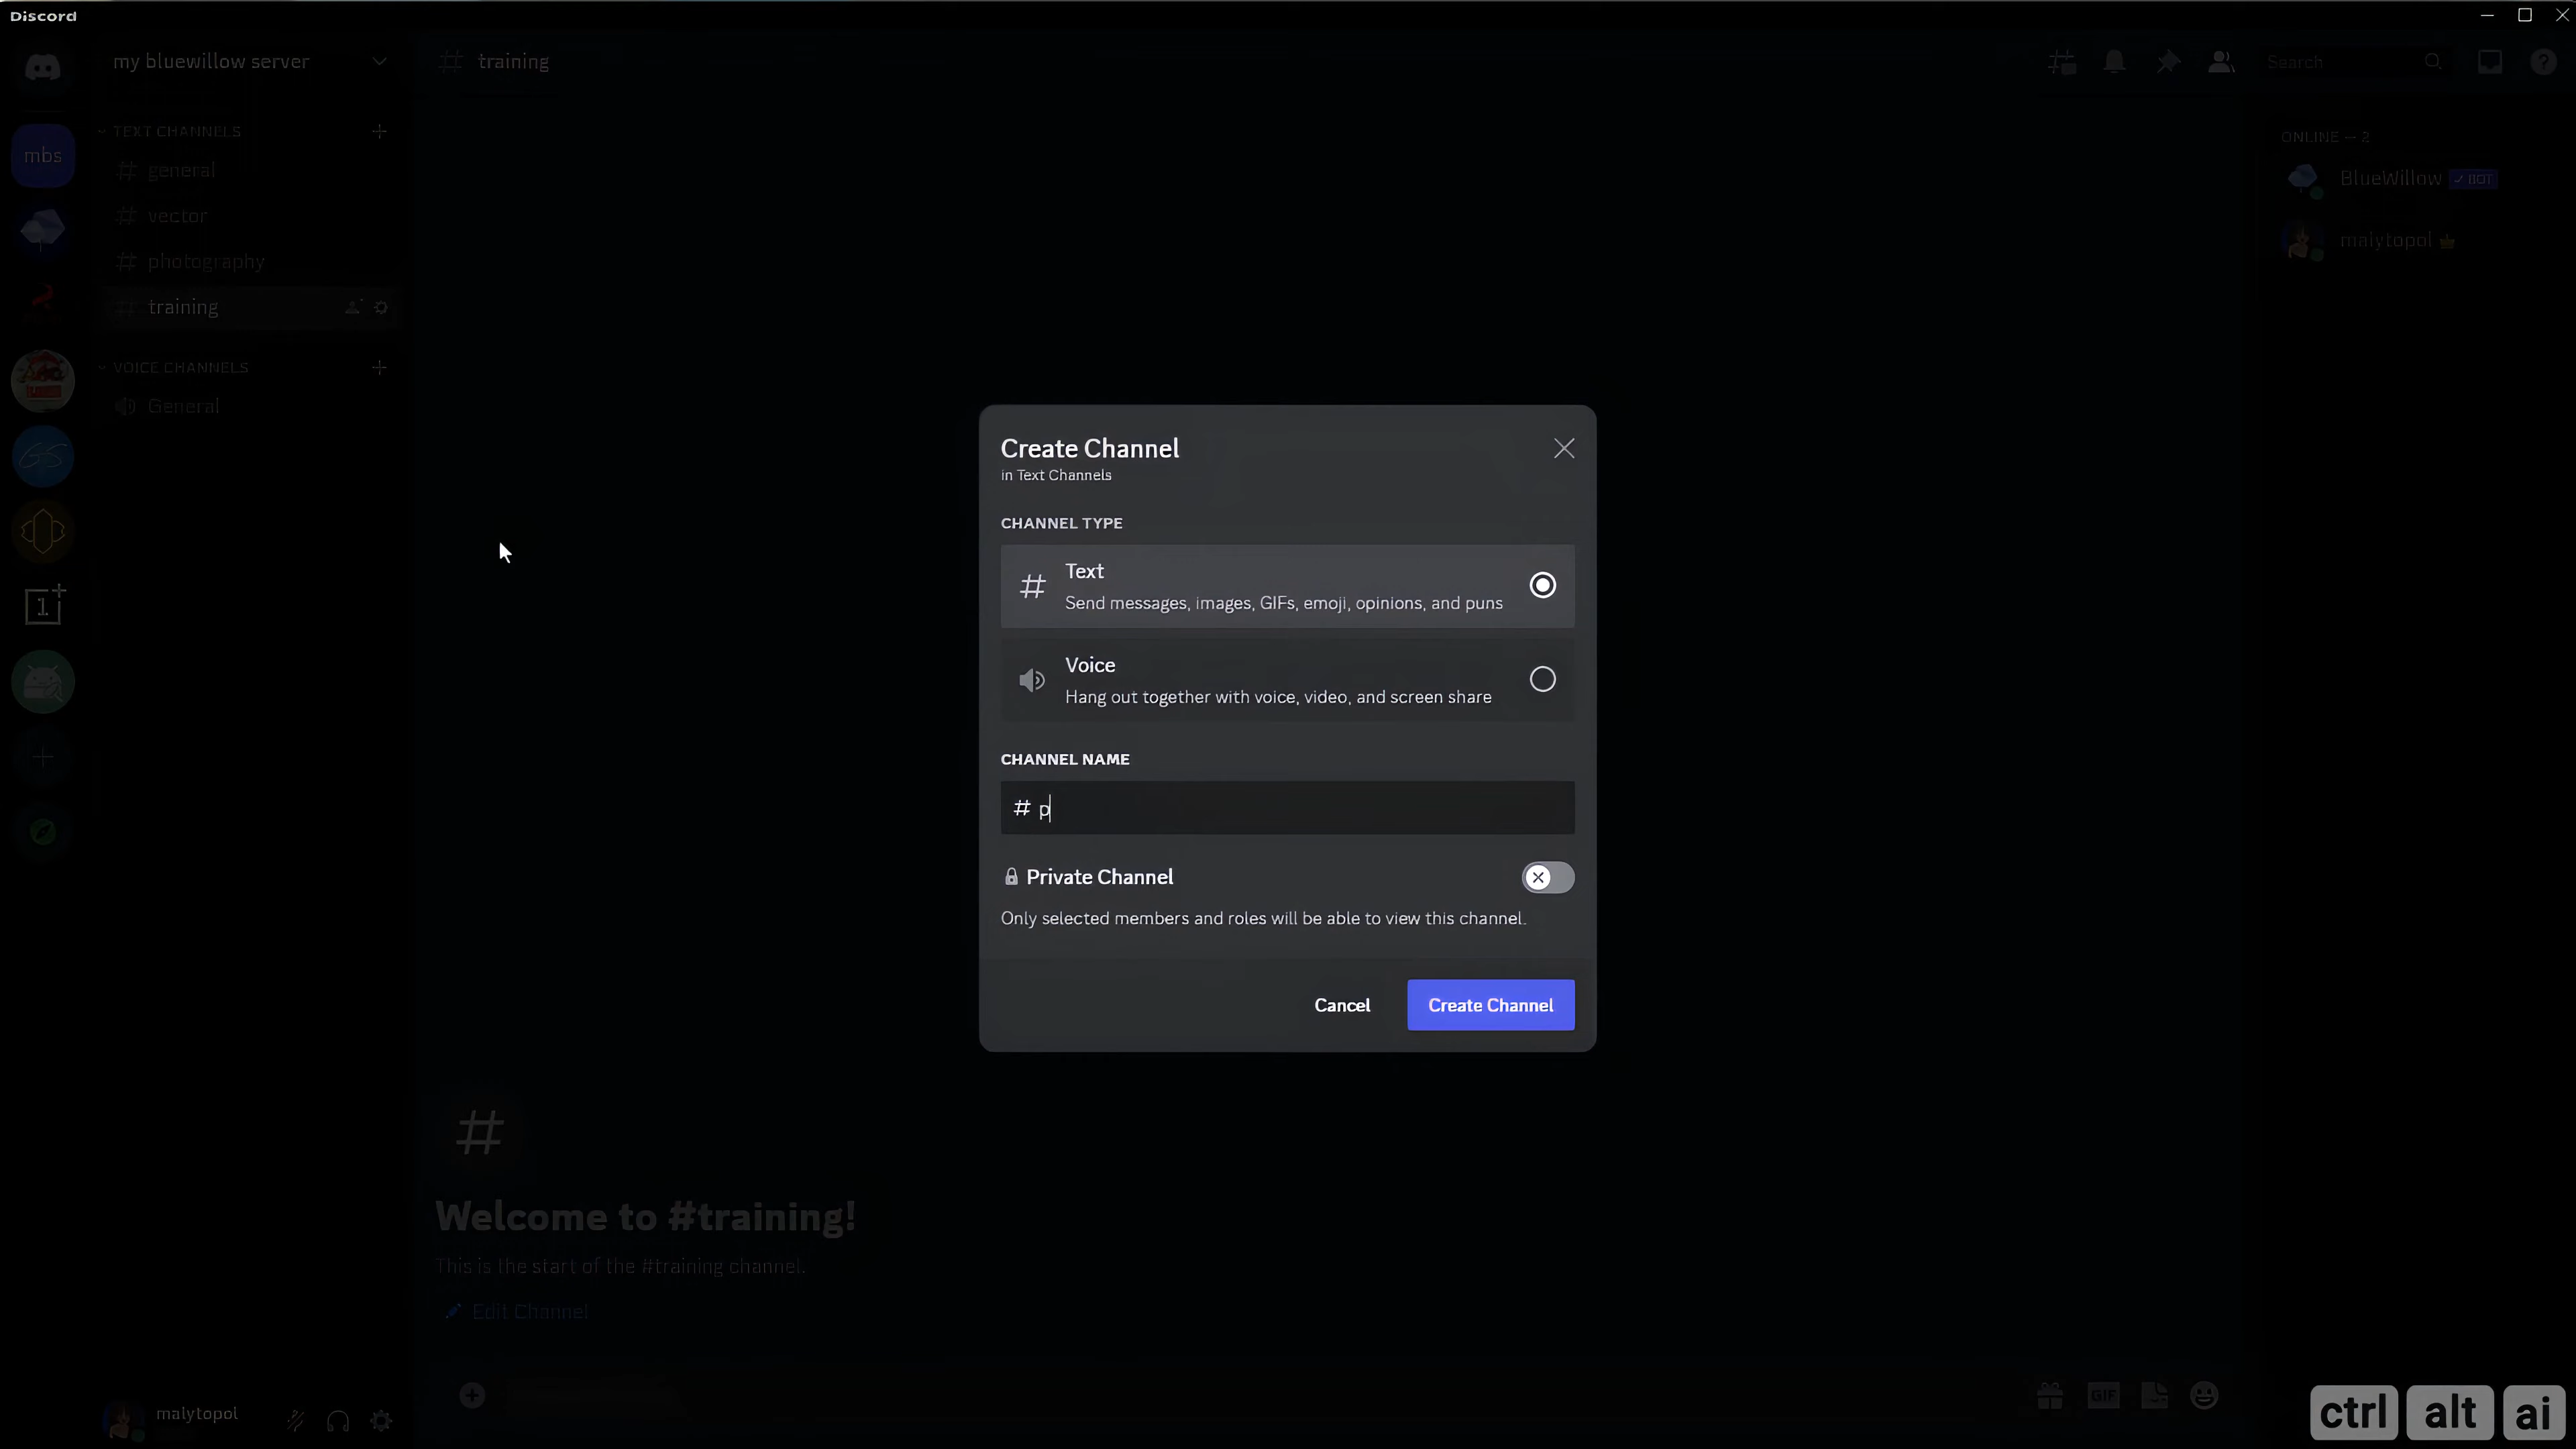 Discord
my bluewillow server
training
Search
mbs
TEXT CHANNELS
general
vector
photography
training
VOICE CHANNELS
General
ONLINE — 2
BlueWillow ✓ BOT
malytopol
Create Channel
in Text Channels
CHANNEL TYPE
# Text
Send messages, images, GIFs, emoji, opinions, and puns
Voice
Hang out together with voice, video, and screen share
CHANNEL NAME
# p
Private Channel
Only selected members and roles will be able to view this channel.
Cancel
Create Channel
Welcome to #training!
This is the start of the #training channel.
Edit Channel
malytopol
GIF
ctrl alt ai